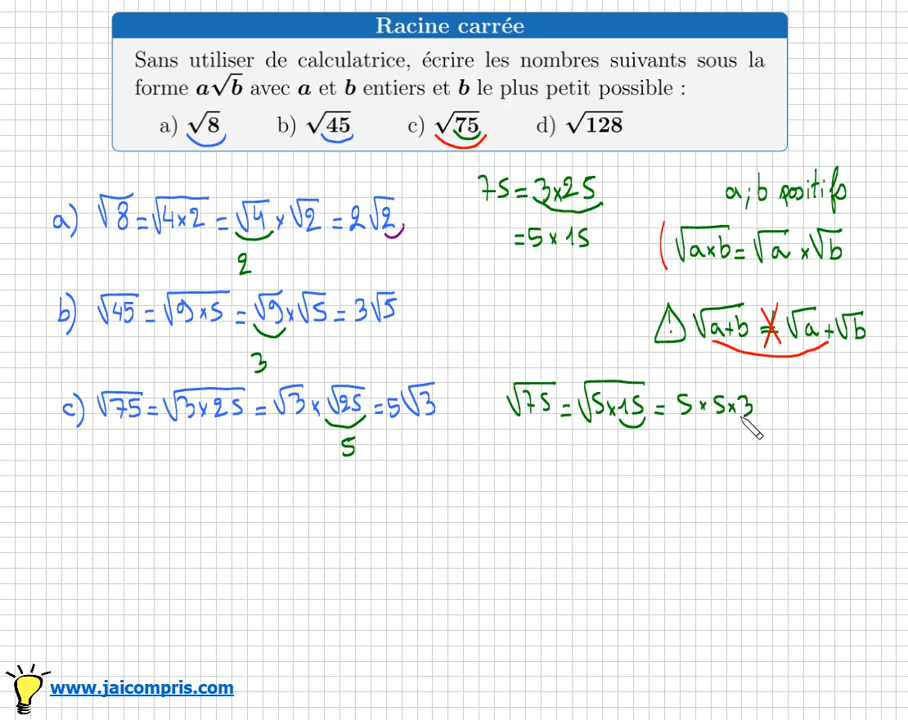 Racine carrée
Sans utiliser de calculatrice, écrire les nombres suivants sous la
forme a√b avec a et b entiers et b le plus petit possible :
a) √8 b) √45 c) √75 d) √128
75 = 3×25
= 5×15
a; b positifs
√a×b = √a × √b
⚠ √a+b ≠ √a + √b
a) √8 = √4×2 = √4 × √2 = 2√2
2
b) √45 = √9×5 = √9 × √5 = 3√5
3
c) √75 = √3×25 = √3 × √25 = 5√3
5
√75 = √5×15 = 5×5×3
www.jaicompris.com